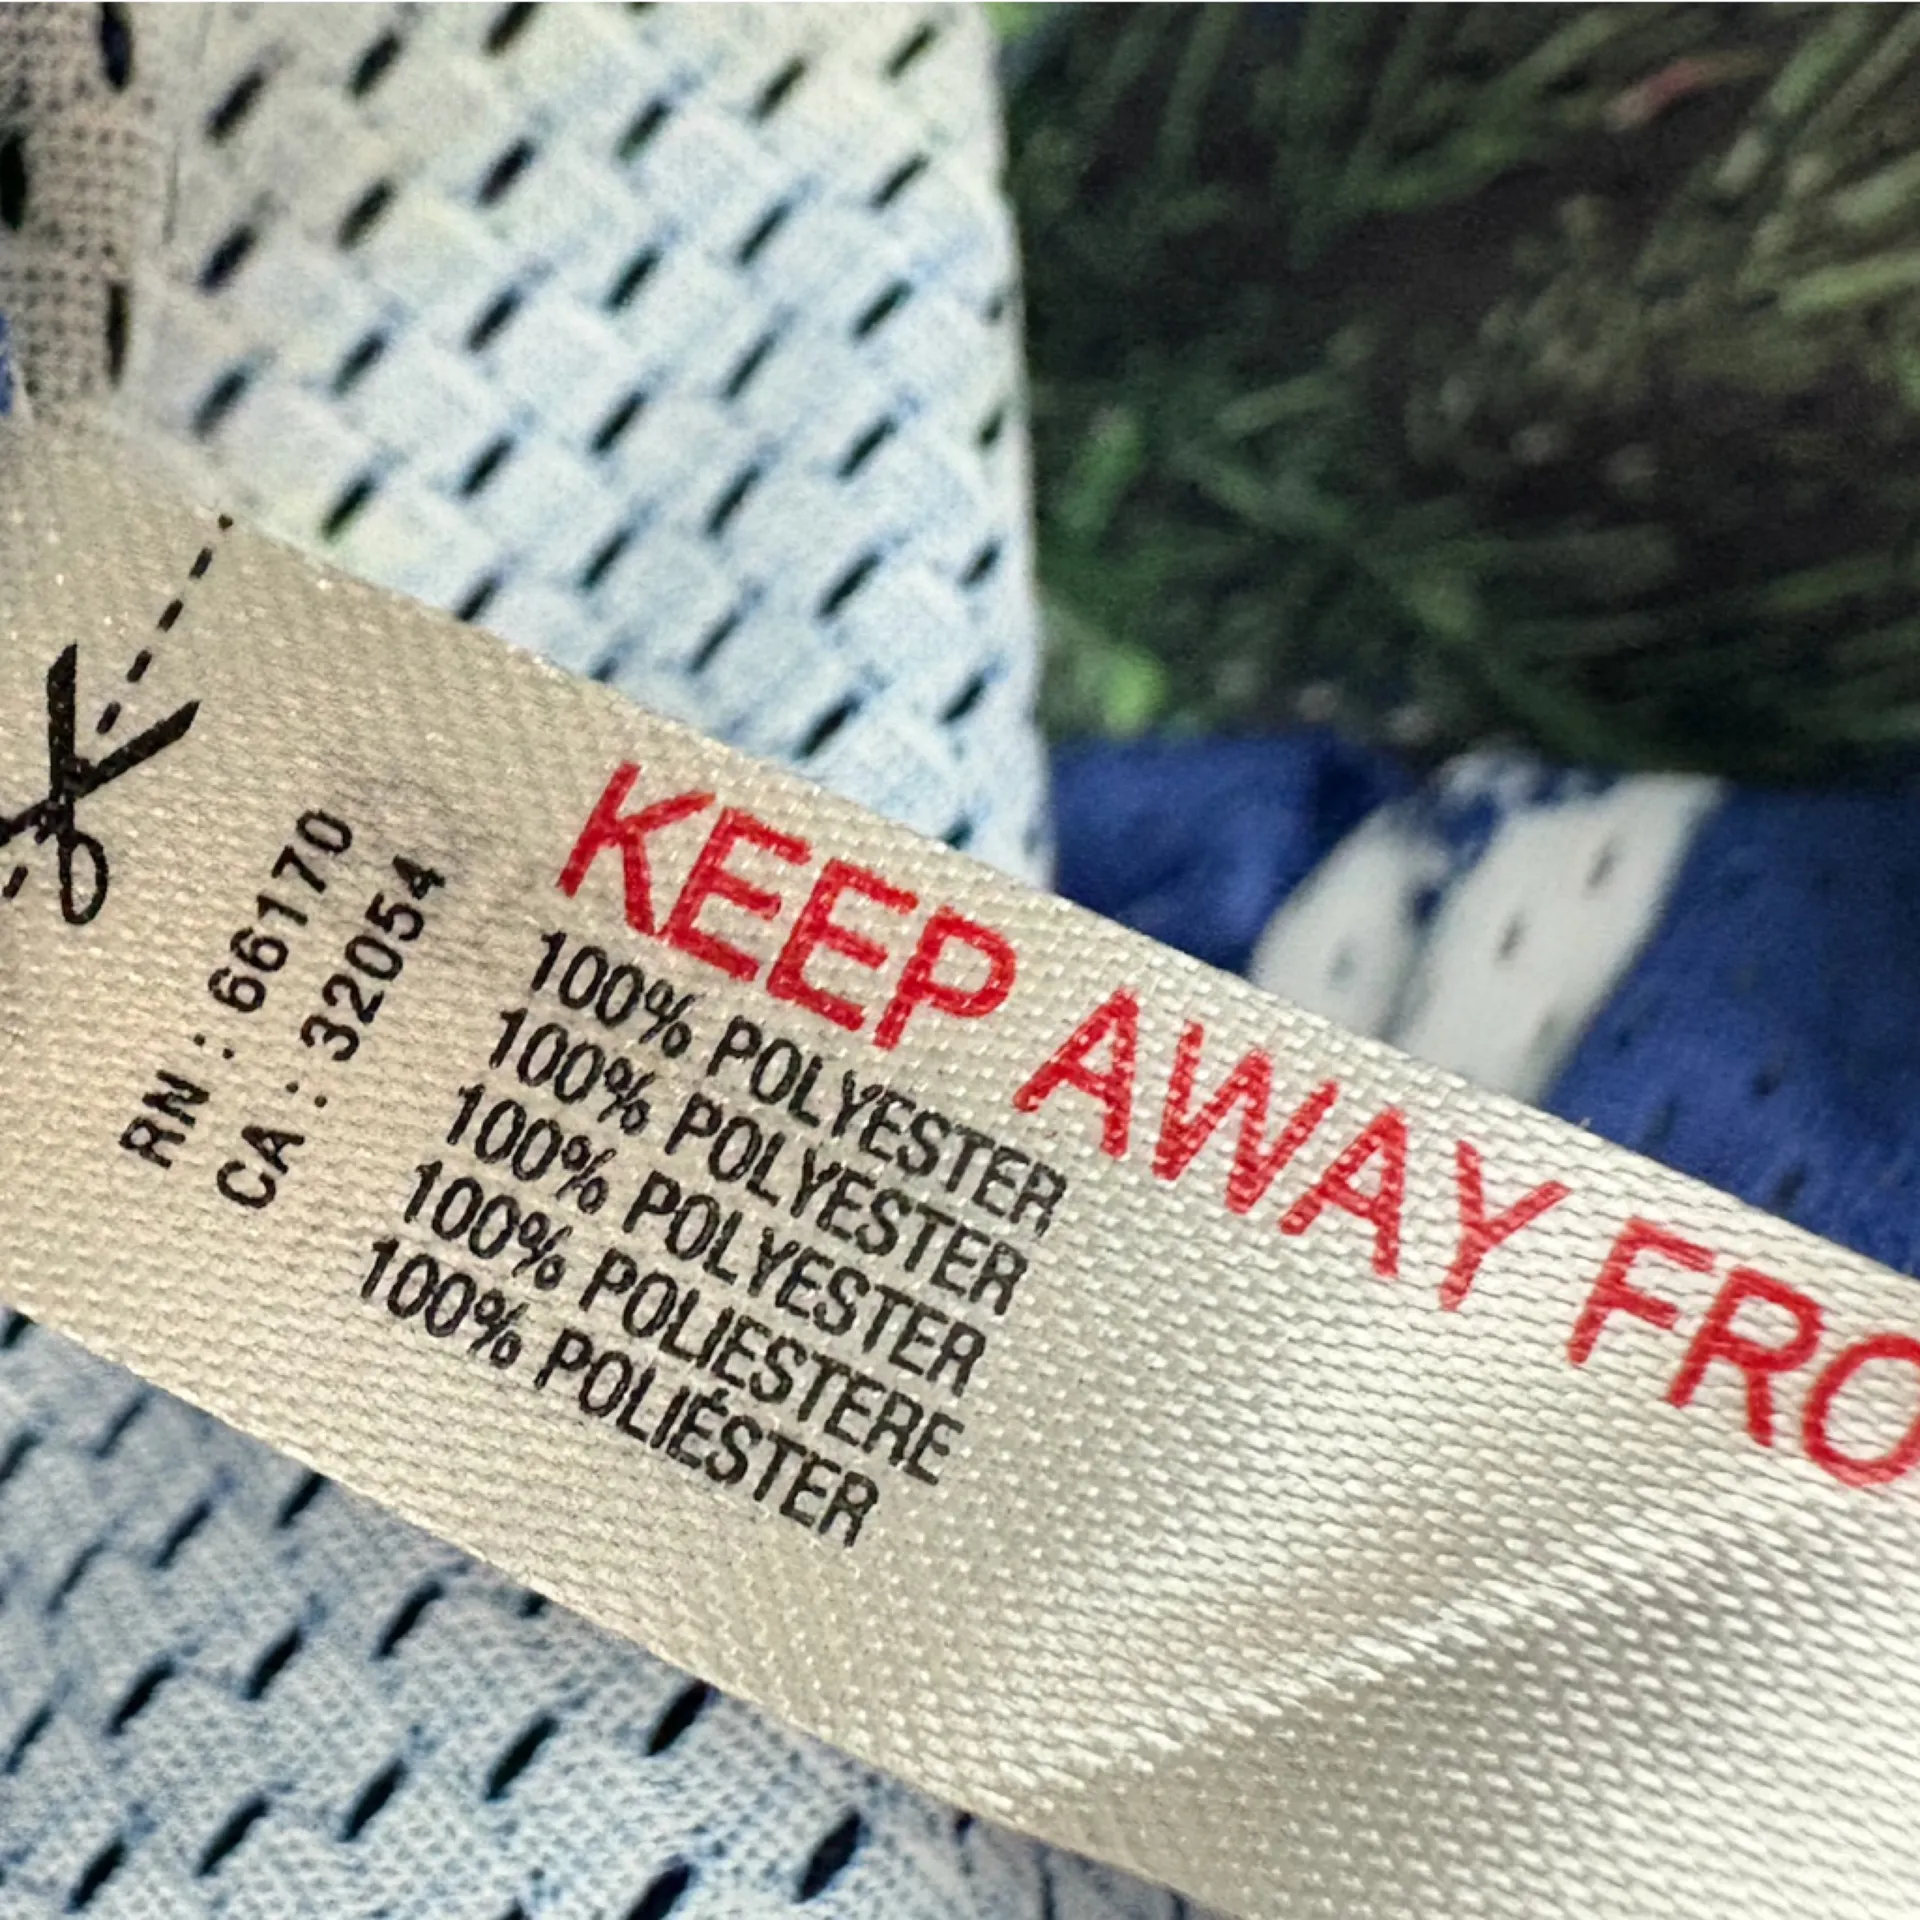 RN : 66170
CA : 32054
KEEP AWAY FRO
100% POLYESTER
100% POLYESTER
100% POLYESTER
100% POLIESTERE
100% POLIÉSTER